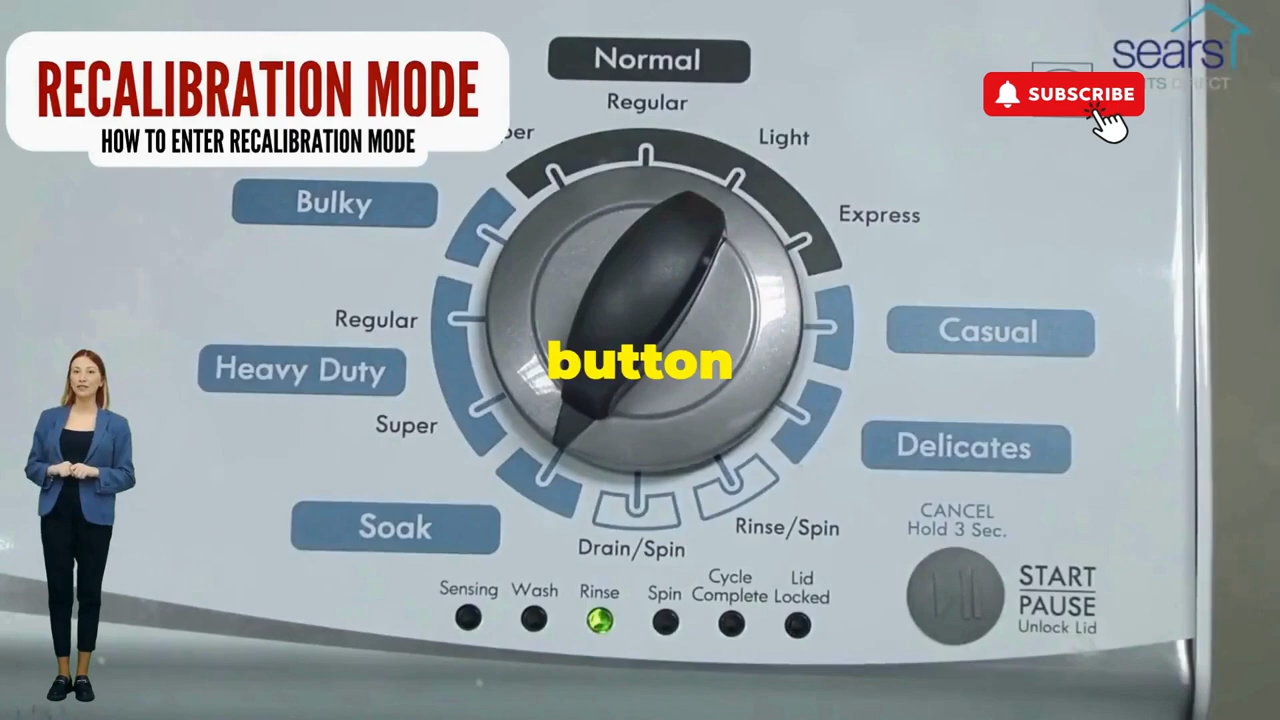 RECALIBRATION MODE
HOW TO ENTER RECALIBRATION MODE
sears
DIRECT
SUBSCRIBE
Normal
Regular
Light
Express
Bulky
Regular
Heavy Duty
Super
button
Casual
Delicates
Soak
Drain/Spin
Rinse/Spin
CANCEL
Hold 3 Sec.
Sensing
Wash
Rinse
Spin
Cycle
Complete
Lid
Locked
START
PAUSE
Unlock Lid